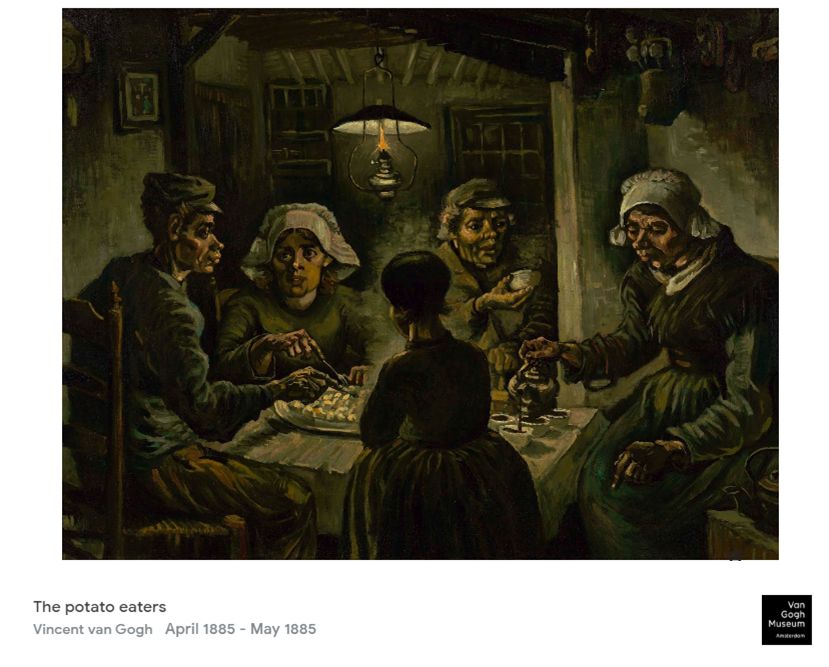 The potato eaters
Vincent van Gogh April 1885 - May 1885
Van
Gogh
Museum
Amsterdam